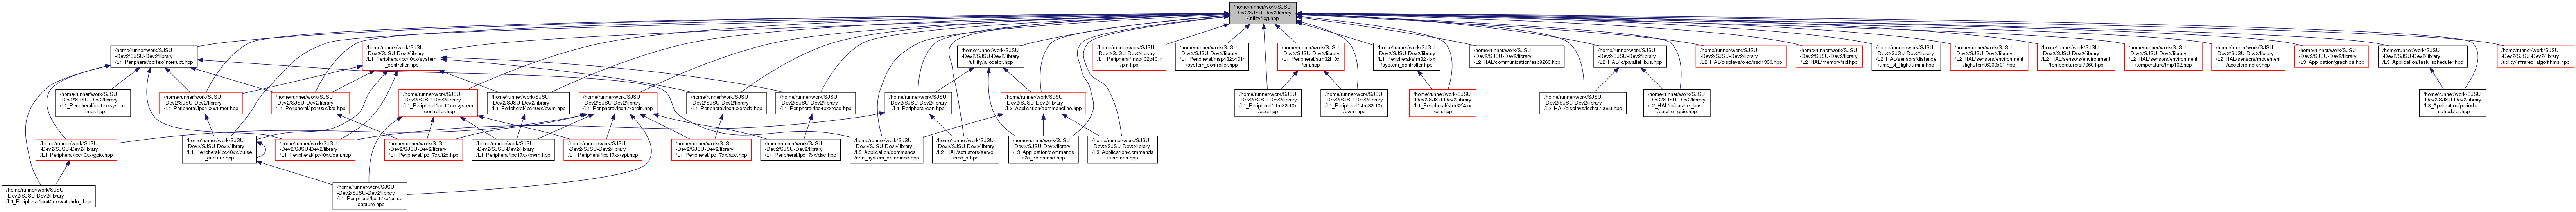 /home/runner/work/SJSU
-Dev2/SJSU-Dev2/library
/utility/log.hpp
/home/runner/work/SJSU
-Dev2/SJSU-Dev2/library
/L1_Peripheral/cortex/interrupt.hpp
/home/runner/work/SJSU
-Dev2/SJSU-Dev2/library
/L1_Peripheral/lpc40xx/system
_controller.hpp
/home/runner/work/SJSU
-Dev2/SJSU-Dev2/library
/utility/allocator.hpp
/home/runner/work/SJSU
-Dev2/SJSU-Dev2/library
/L1_Peripheral/msp432p401r
/pin.hpp
/home/runner/work/SJSU
-Dev2/SJSU-Dev2/library
/L1_Peripheral/msp432p401r
/system_controller.hpp
/home/runner/work/SJSU
-Dev2/SJSU-Dev2/library
/L1_Peripheral/stm32f10x
/pin.hpp
/home/runner/work/SJSU
-Dev2/SJSU-Dev2/library
/L1_Peripheral/stm32f4xx
/system_controller.hpp
/home/runner/work/SJSU
-Dev2/SJSU-Dev2/library
/L2_HAL/communication/esp8266.hpp
/home/runner/work/SJSU
-Dev2/SJSU-Dev2/library
/L2_HAL/io/parallel_bus.hpp
/home/runner/work/SJSU
-Dev2/SJSU-Dev2/library
/L2_HAL/displays/oled/ssd1306.hpp
/home/runner/work/SJSU
-Dev2/SJSU-Dev2/library
/L2_HAL/memory/sd.hpp
/home/runner/work/SJSU
-Dev2/SJSU-Dev2/library
/L2_HAL/sensors/distance
/time_of_flight/tfmini.hpp
/home/runner/work/SJSU
-Dev2/SJSU-Dev2/library
/L2_HAL/sensors/environment
/light/temt6000x01.hpp
/home/runner/work/SJSU
-Dev2/SJSU-Dev2/library
/L2_HAL/sensors/environment
/temperature/si7060.hpp
/home/runner/work/SJSU
-Dev2/SJSU-Dev2/library
/L2_HAL/sensors/environment
/temperature/tmp102.hpp
/home/runner/work/SJSU
-Dev2/SJSU-Dev2/library
/L2_HAL/sensors/movement
/accelerometer.hpp
/home/runner/work/SJSU
-Dev2/SJSU-Dev2/library
/L3_Application/graphics.hpp
/home/runner/work/SJSU
-Dev2/SJSU-Dev2/library
/L3_Application/task_scheduler.hpp
/home/runner/work/SJSU
-Dev2/SJSU-Dev2/library
/utility/infrared_algorithms.hpp
/home/runner/work/SJSU
-Dev2/SJSU-Dev2/library
/L1_Peripheral/cortex/system
_timer.hpp
/home/runner/work/SJSU
-Dev2/SJSU-Dev2/library
/L1_Peripheral/lpc40xx/timer.hpp
/home/runner/work/SJSU
-Dev2/SJSU-Dev2/library
/L1_Peripheral/lpc40xx/i2c.hpp
/home/runner/work/SJSU
-Dev2/SJSU-Dev2/library
/L1_Peripheral/lpc17xx/system
_controller.hpp
/home/runner/work/SJSU
-Dev2/SJSU-Dev2/library
/L1_Peripheral/lpc40xx/pwm.hpp
/home/runner/work/SJSU
-Dev2/SJSU-Dev2/library
/L1_Peripheral/lpc17xx/pin.hpp
/home/runner/work/SJSU
-Dev2/SJSU-Dev2/library
/L1_Peripheral/lpc40xx/adc.hpp
/home/runner/work/SJSU
-Dev2/SJSU-Dev2/library
/L1_Peripheral/lpc40xx/dac.hpp
/home/runner/work/SJSU
-Dev2/SJSU-Dev2/library
/L1_Peripheral/can.hpp
/home/runner/work/SJSU
-Dev2/SJSU-Dev2/library
/L3_Application/commandline.hpp
/home/runner/work/SJSU
-Dev2/SJSU-Dev2/library
/L1_Peripheral/stm32f10x
/adc.hpp
/home/runner/work/SJSU
-Dev2/SJSU-Dev2/library
/L1_Peripheral/stm32f10x
/pwm.hpp
/home/runner/work/SJSU
-Dev2/SJSU-Dev2/library
/L1_Peripheral/stm32f4xx
/pin.hpp
/home/runner/work/SJSU
-Dev2/SJSU-Dev2/library
/L2_HAL/displays/lcd/st7066u.hpp
/home/runner/work/SJSU
-Dev2/SJSU-Dev2/library
/L2_HAL/io/parallel_bus
/parallel_gpio.hpp
/home/runner/work/SJSU
-Dev2/SJSU-Dev2/library
/L3_Application/periodic
_scheduler.hpp
/home/runner/work/SJSU
-Dev2/SJSU-Dev2/library
/L1_Peripheral/lpc40xx/gpio.hpp
/home/runner/work/SJSU
-Dev2/SJSU-Dev2/library
/L1_Peripheral/lpc40xx/pulse
_capture.hpp
/home/runner/work/SJSU
-Dev2/SJSU-Dev2/library
/L1_Peripheral/lpc40xx/can.hpp
/home/runner/work/SJSU
-Dev2/SJSU-Dev2/library
/L1_Peripheral/lpc17xx/i2c.hpp
/home/runner/work/SJSU
-Dev2/SJSU-Dev2/library
/L1_Peripheral/lpc17xx/pwm.hpp
/home/runner/work/SJSU
-Dev2/SJSU-Dev2/library
/L1_Peripheral/lpc17xx/spi.hpp
/home/runner/work/SJSU
-Dev2/SJSU-Dev2/library
/L1_Peripheral/lpc17xx/adc.hpp
/home/runner/work/SJSU
-Dev2/SJSU-Dev2/library
/L1_Peripheral/lpc17xx/dac.hpp
/home/runner/work/SJSU
-Dev2/SJSU-Dev2/library
/L3_Application/commands
/arm_system_command.hpp
/home/runner/work/SJSU
-Dev2/SJSU-Dev2/library
/L2_HAL/actuators/servo
/rmd_x.hpp
/home/runner/work/SJSU
-Dev2/SJSU-Dev2/library
/L3_Application/commands
/i2c_command.hpp
/home/runner/work/SJSU
-Dev2/SJSU-Dev2/library
/L3_Application/commands
/common.hpp
/home/runner/work/SJSU
-Dev2/SJSU-Dev2/library
/L1_Peripheral/lpc40xx/watchdog.hpp
/home/runner/work/SJSU
-Dev2/SJSU-Dev2/library
/L1_Peripheral/lpc17xx/pulse
_capture.hpp